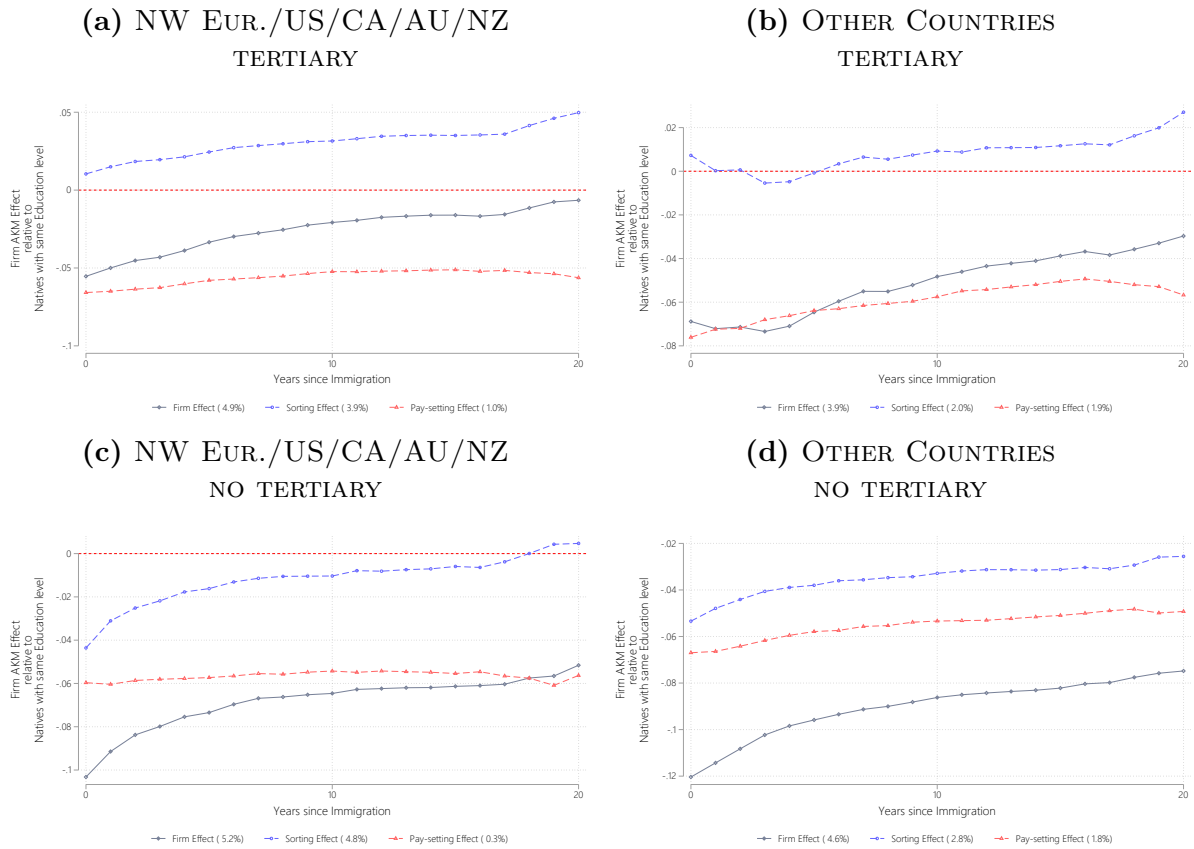 (a) NW Eur./US/CA/AU/NZ
tertiary
Firm AKM Effect
relative to
Natives with same Education level
.05
0
-.05
-.1
0
10
20
Years since Immigration
Firm Effect ( 4.9%)
Sorting Effect ( 3.9%)
Pay-setting Effect ( 1.0%)
(b) Other Countries
tertiary
Firm AKM Effect
relative to
Natives with same Education level
.02
0
-.02
-.04
-.06
-.08
0
10
20
Years since Immigration
Firm Effect ( 3.9%)
Sorting Effect ( 2.0%)
Pay-setting Effect ( 1.9%)
(c) NW Eur./US/CA/AU/NZ
no tertiary
Firm AKM Effect
relative to
Natives with same Education level
0
-.02
-.04
-.06
-.08
-.1
0
10
20
Years since Immigration
Firm Effect ( 5.2%)
Sorting Effect ( 4.8%)
Pay-setting Effect ( 0.3%)
(d) Other Countries
no tertiary
Firm AKM Effect
relative to
Natives with same Education level
-.02
-.04
-.06
-.08
-.1
-.12
0
10
20
Years since Immigration
Firm Effect ( 4.6%)
Sorting Effect ( 2.8%)
Pay-setting Effect ( 1.8%)